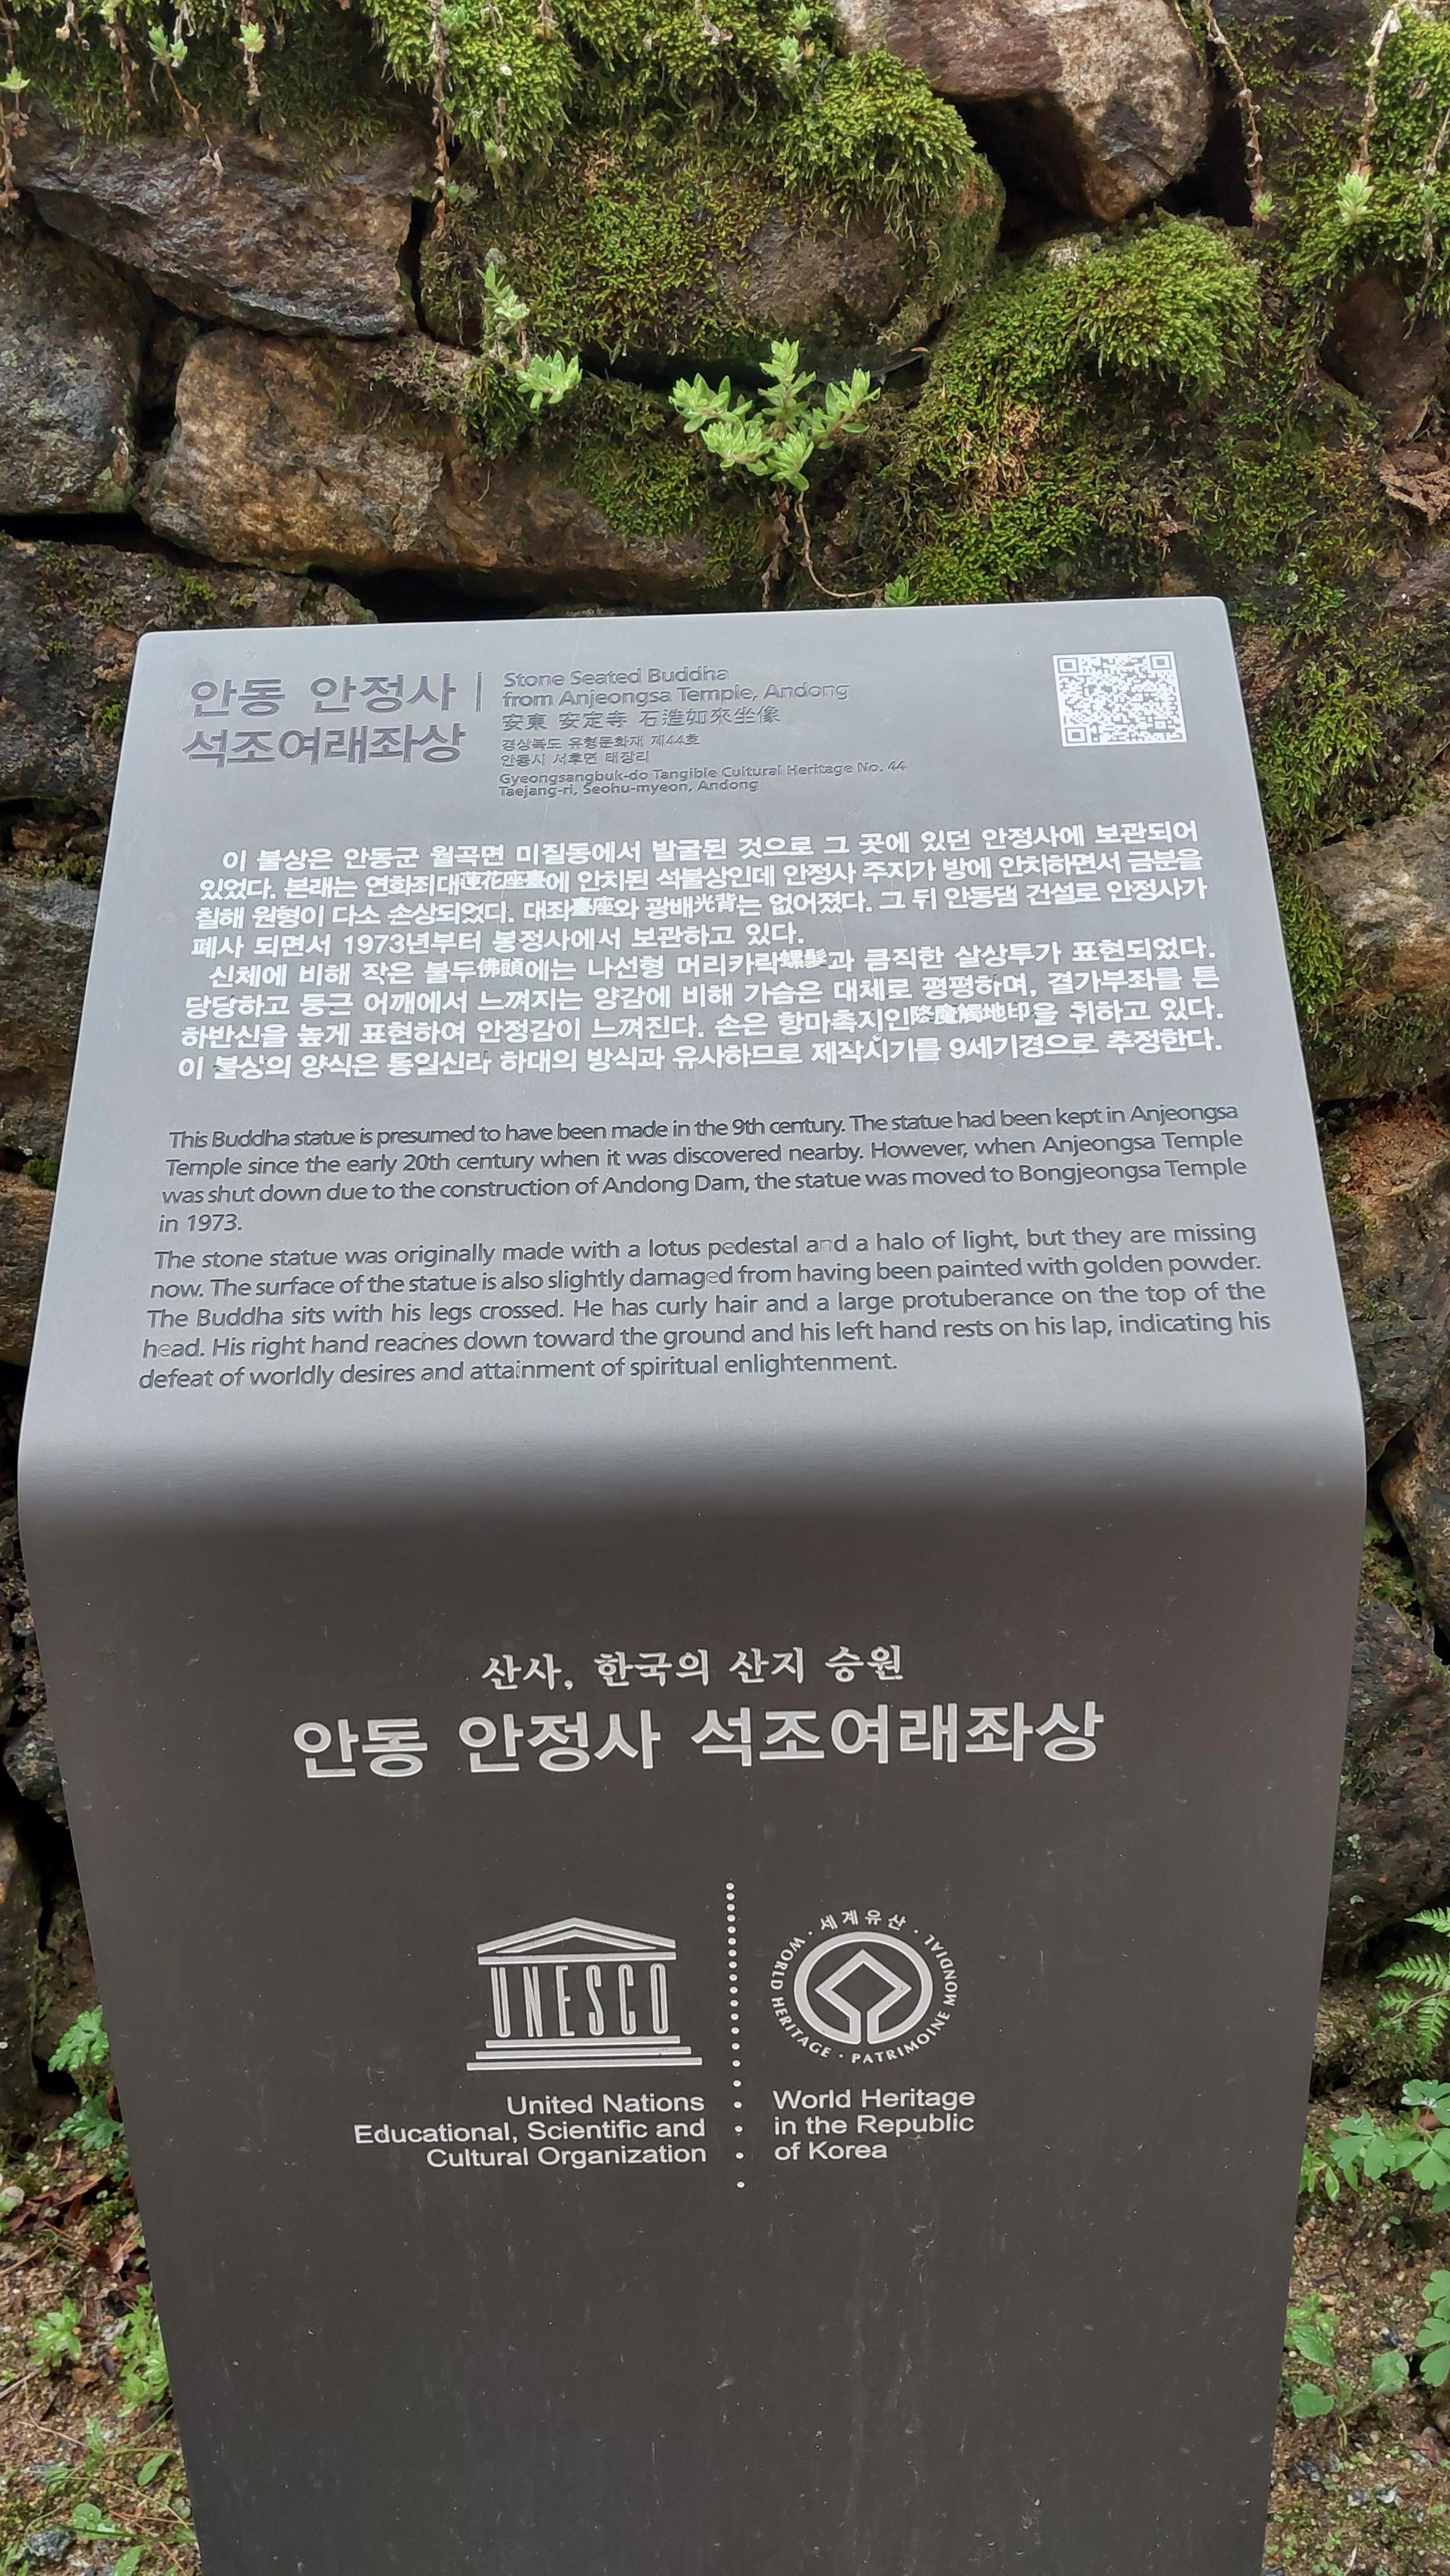 안동 안정사
석조여래좌상
Stone Seated Buddha
from Anjeongsa Temple, Andong
安東 安定寺 石造如來坐像
경상북도 유형문화재 제44호
안동시 서후면 태장리
Gyeongsangbuk-do Tangible Cultural Heritage No. 44
Taejang-ri, Seohu-myeon, Andong
이 불상은 안동군 월곡면 미질동에서 발굴된 것으로 그 곳에 있던 안정사에 보관되어
있었다. 본래는 연화죄대蓮花座臺에 안치된 석불상인데 안정사 주지가 방에 안치하면서 금분을
칠해 원형이 다소 손상되었다. 대좌臺座와 광배光背는 없어졌다. 그 뒤 안동댐 건설로 안정사가
폐사 되면서 1973년부터 봉정사에서 보관하고 있다.
신체에 비해 작은 불두佛頭에는 나선형 머리카락螺髮과 큼직한 살상투가 표현되었다.
당당하고 둥근 어깨에서 느껴지는 양감에 비해 가슴은 대체로 평평하며, 결가부좌를 튼
하반신을 높게 표현하여 안정감이 느껴진다. 손은 항마촉지인降魔觸地印을 취하고 있다.
이 불상의 양식은 통일신라 하대의 방식과 유사하므로 제작시기를 9세기경으로 추정한다.
This Buddha statue is presumed to have been made in the 9th century. The statue had been kept in Anjeongsa
Temple since the early 20th century when it was discovered nearby. However, when Anjeongsa Temple
was shut down due to the construction of Andong Dam, the statue was moved to Bongjeongsa Temple
in 1973.
The stone statue was originally made with a lotus pedestal and a halo of light, but they are missing
now. The surface of the statue is also slightly damaged from having been painted with golden powder.
The Buddha sits with his legs crossed. He has curly hair and a large protuberance on the top of the
head. His right hand reaches down toward the ground and his left hand rests on his lap, indicating his
defeat of worldly desires and attainment of spiritual enlightenment.
산사, 한국의 산지 승원
안동 안정사 석조여래좌상
UNESCO
United Nations
Educational, Scientific and
Cultural Organization
세계유산 · WORLD HERITAGE · PATRIMOINE MONDIAL ·
World Heritage
in the Republic
of Korea